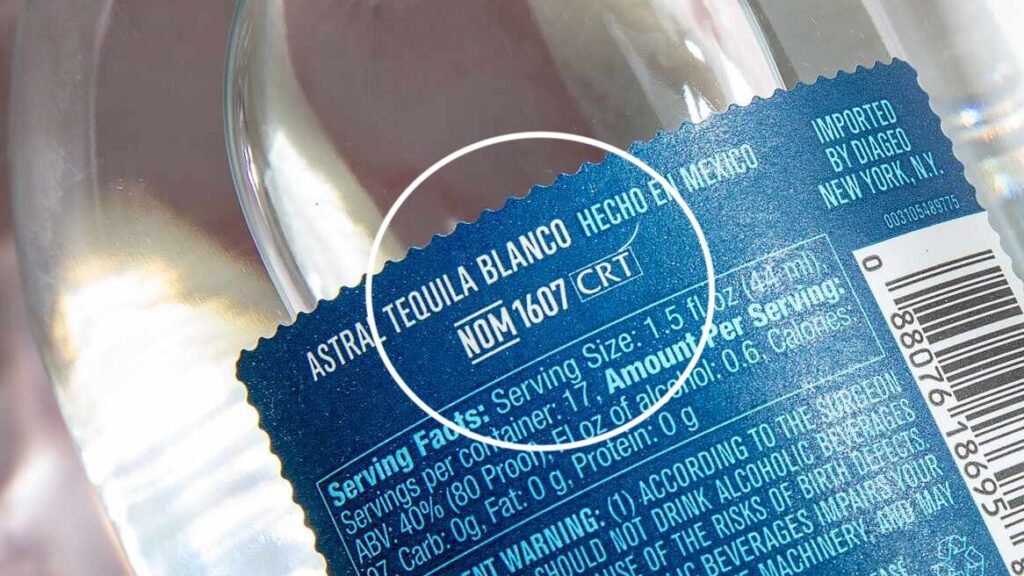 ASTRAL TEQUILA BLANCO HECHO EN MEXICO
NOM 1607 CRT
IMPORTED
BY DIAGEO
NEW YORK, N.Y.
Serving Facts: Serving Size: 1.5 fl oz (44 ml).
Servings per container: 17, Amount Per Serving:
ABV: 40% (80 Proof), Fl oz of alcohol: 0.6. Calories:
Carb: 0g, Fat: 0 g, Protein: 0 g
WARNING: (1) ACCORDING TO THE SURGEON
SHOULD NOT DRINK ALCOHOLIC BEVERAGES
OF THE RISKS OF BIRTH DEFECTS.
BEVERAGES IMPAIRS YOUR
MACHINERY, AND MAY
0 88076 18695